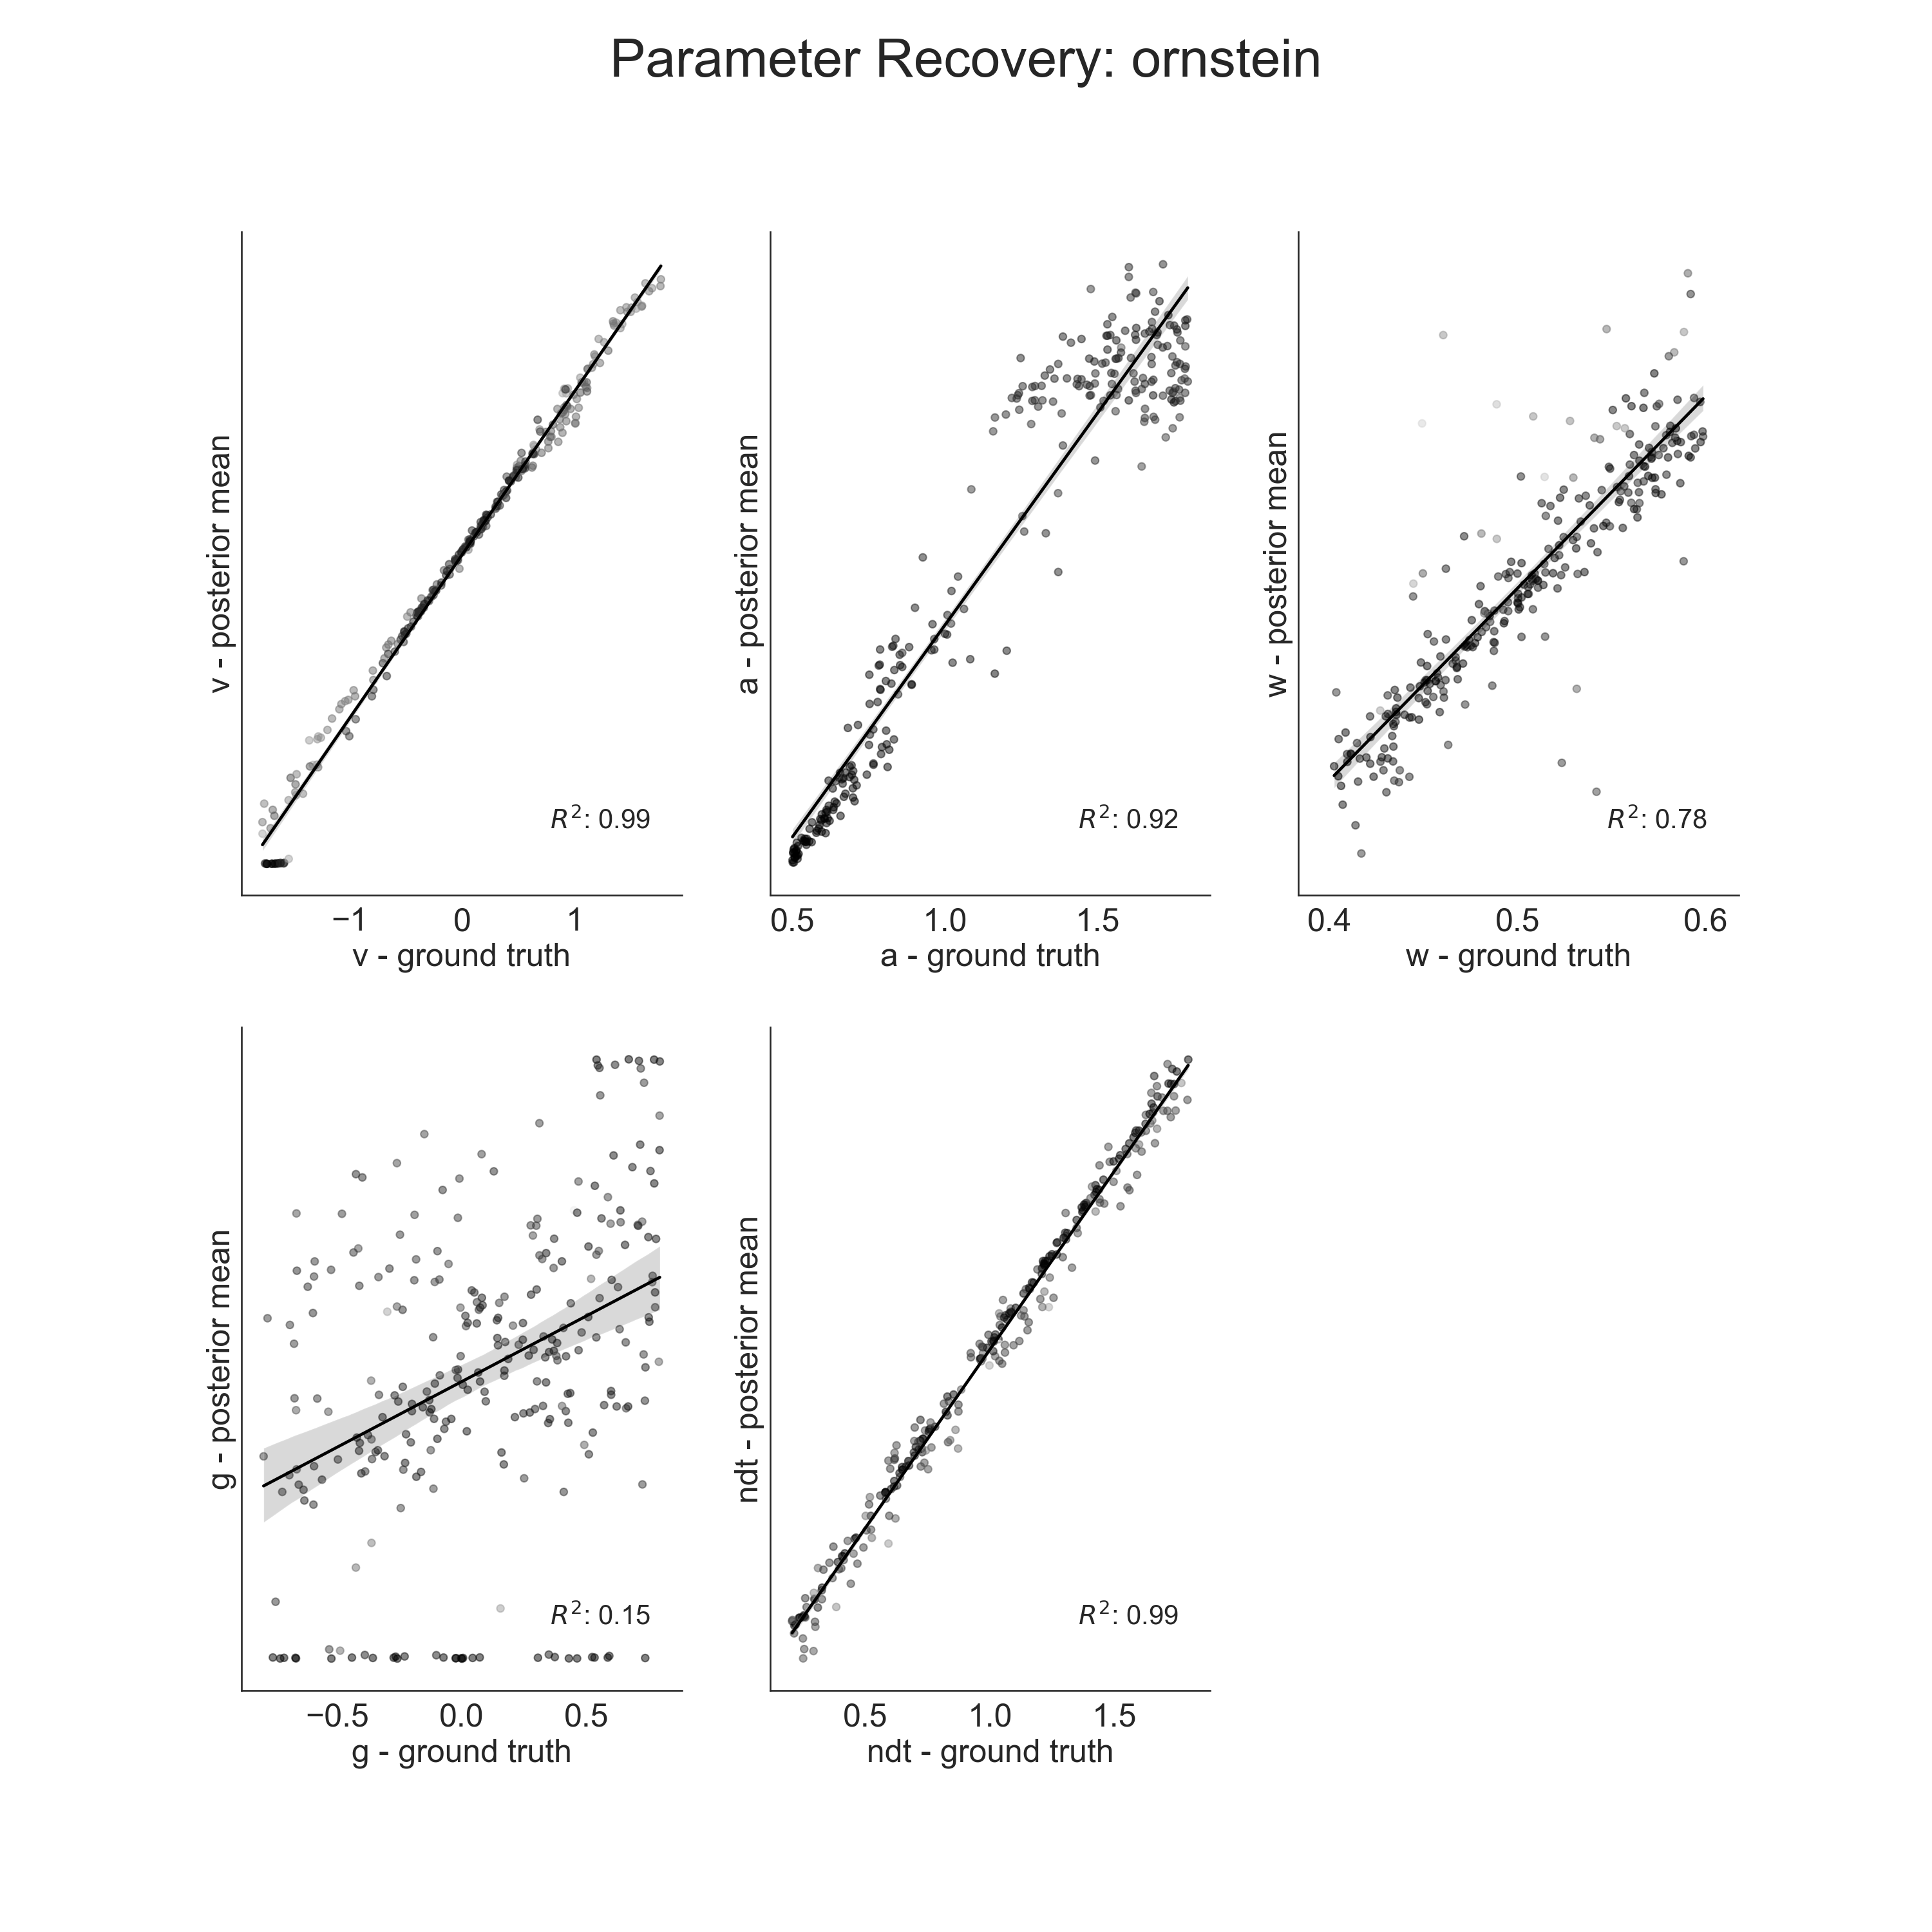 Parameter Recovery: ornstein
v - posterior mean
R²: 0.99
−1 0 1
v - ground truth
a - posterior mean
R²: 0.92
0.5 1.0 1.5
a - ground truth
w - posterior mean
R²: 0.78
0.4 0.5 0.6
w - ground truth
g - posterior mean
R²: 0.15
−0.5 0.0 0.5
g - ground truth
ndt - posterior mean
R²: 0.99
0.5 1.0 1.5
ndt - ground truth